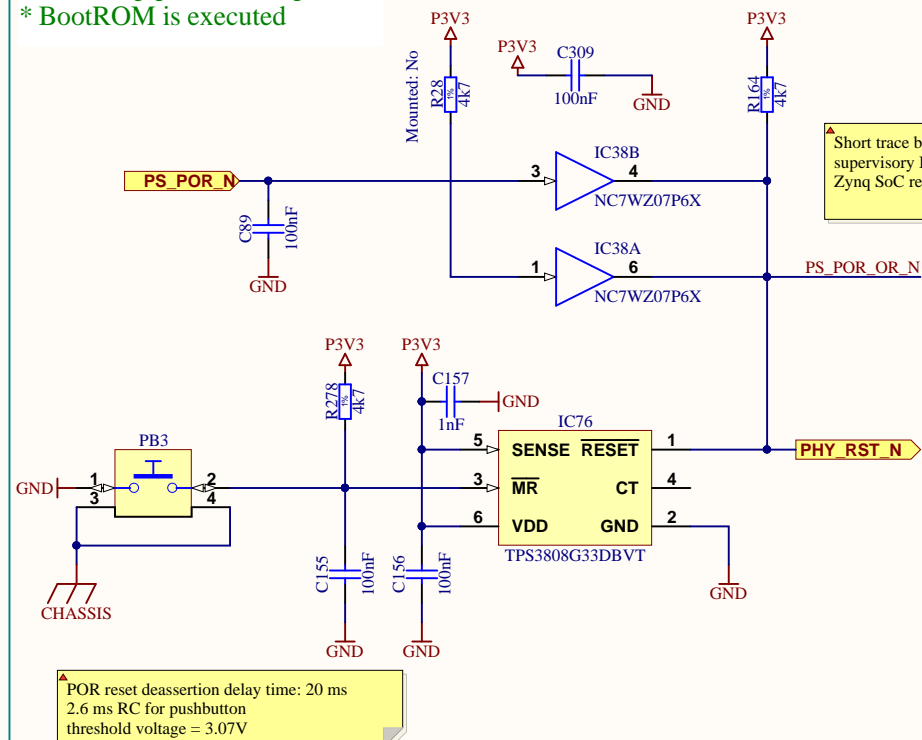 * BootROM is executed
P3V3
P3V3
P3V3
C309
100nF
GND
Mounted: No
R28
1%
4k7
R164
1%
4k7
Short trace b
supervisory
Zynq SoC re
PS_POR_N
3
IC38B
4
NC7WZ07P6X
C89
100nF
GND
1
IC38A
6
NC7WZ07P6X
PS_POR_OR_N
P3V3
P3V3
R278
1%
4k7
C157
1nF
GND
IC76
PB3
5
SENSE
RESET
1
PHY_RST_N
GND
1
2
3
4
3
MR
CT
4
6
VDD
GND
2
TPS3808G33DBVT
C155
100nF
C156
100nF
CHASSIS
GND
GND
GND
POR reset deassertion delay time: 20 ms
2.6 ms RC for pushbutton
threshold voltage = 3.07V